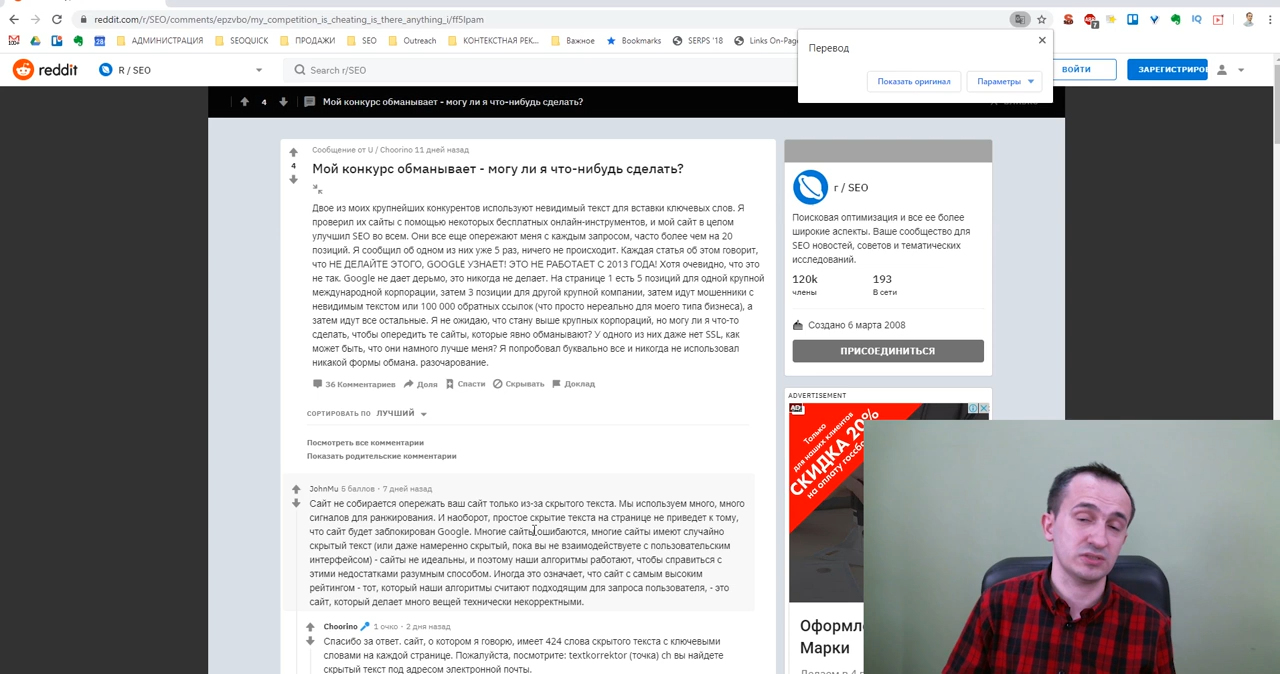 reddit.com/r/SEO/comments/epzvbo/my_competition_is_cheating_is_there_anything_i/ff5lpam
АДМИНИСТРАЦИЯ SEOQUICK ПРОДАЖИ SEO Outreach КОНТЕКСТНАЯ РЕК... Важное Bookmarks SERPS '18 Links On-Pag
Перевод
Показать оригинал Параметры
reddit R / SEO Search r/SEO ВОЙТИ ЗАРЕГИСТРИРО
4 Мой конкурс обманывает - могу ли я что-нибудь сделать?
Сообщение от U / Choorino 11 дней назад
4
Мой конкурс обманывает - могу ли я что-нибудь сделать?
Двое из моих крупнейших конкурентов используют невидимый текст для вставки ключевых слов. Я
проверил их сайты с помощью некоторых бесплатных онлайн-инструментов, и мой сайт в целом
улучшил SEO во всем. Они все еще опережают меня с каждым запросом, часто более чем на 20
позиций. Я сообщил об одном из них уже 5 раз, ничего не происходит. Каждая статья об этом говорит,
что НЕ ДЕЛАЙТЕ ЭТОГО, GOOGLE УЗНАЕТ! ЭТО НЕ РАБОТАЕТ С 2013 ГОДА! Хотя очевидно, что это
не так. Google не дает дерьмо, это никогда не делает. На странице 1 есть 5 позиций для одной крупной
международной корпорации, затем 3 позиции для другой крупной компании, затем идут мошенники с
невидимым текстом или 100 000 обратных ссылок (что просто нереально для моего типа бизнеса), а
затем идут все остальные. Я не ожидаю, что стану выше крупных корпораций, но могу ли я что-то
сделать, чтобы опередить те сайты, которые явно обманывают? У одного из них даже нет SSL, как
может быть, что они намного лучше меня? Я попробовал буквально все и никогда не использовал
никакой формы обмана. разочарование.
36 Комментариев Доля Спасти Скрывать Доклад
СОРТИРОВАТЬ ПО ЛУЧШИЙ
Посмотреть все комментарии
Показать родительские комментарии
JohnMu 5 баллов · 7 дней назад
Сайт не собирается опережать ваш сайт только из-за скрытого текста. Мы используем много, много
сигналов для ранжирования. И наоборот, простое скрытие текста на странице не приведет к тому,
что сайт будет заблокирован Google. Многие сайты ошибаются, многие сайты имеют случайно
скрытый текст (или даже намеренно скрытый, пока вы не взаимодействуете с пользовательским
интерфейсом) - сайты не идеальны, и поэтому наши алгоритмы работают, чтобы справиться с
этими недостатками разумным способом. Иногда это означает, что сайт с самым высоким
рейтингом - тот, который наши алгоритмы считают подходящим для запроса пользователя, - это
сайт, который делает много вещей технически некорректными.
Choorino 1 очко · 2 дня назад
Спасибо за ответ. сайт, о котором я говорю, имеет 424 слова скрытого текста с ключевыми
словами на каждой странице. Пожалуйста, посмотрите: textkorrektor (точка) ch вы найдете
скрытый текст под адресом электронной почты.
r / SEO
Поисковая оптимизация и все ее более
широкие аспекты. Ваше сообщество для
SEO новостей, советов и тематических
исследований.
120k 193
члены В сети
Создано 6 марта 2008
ПРИСОЕДИНИТЬСЯ
ADVERTISEMENT
Только
для наших клиентов
СКИДКА 20%
на оплату госсб
Оформл
Марки